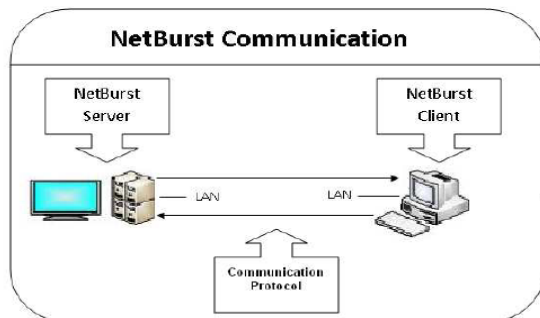 NetBurst Communication
NetBurst
Server
NetBurst
Client
LAN
LAN
Communication
Protocol